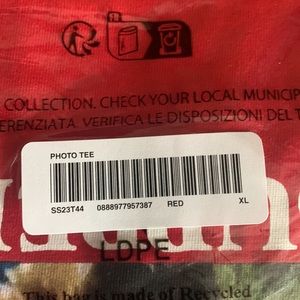 COLLECTION. CHECK YOUR LOCAL MUNICIP
ERENZIATA. VERIFICA LE DISPOSIZIONI DEL T
PHOTO TEE
SS23T44 0888977957387 RED XL
LDPE
This bag is made of Recycled